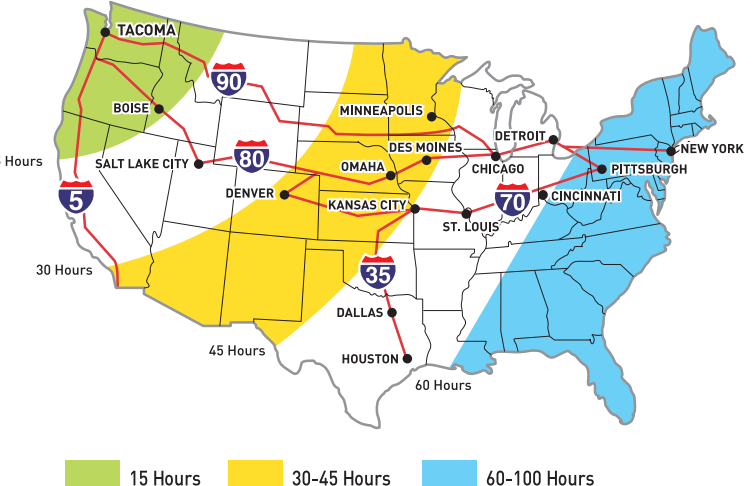 TACOMA
90
BOISE
MINNEAPOLIS
DETROIT
DES MOINES
NEW YORK
Hours
SALT LAKE CITY
80
OMAHA
CHICAGO
PITTSBURGH
5
DENVER
KANSAS CITY
70
CINCINNATI
ST. LOUIS
30 Hours
35
DALLAS
45 Hours
HOUSTON
60 Hours
15 Hours
30-45 Hours
60-100 Hours